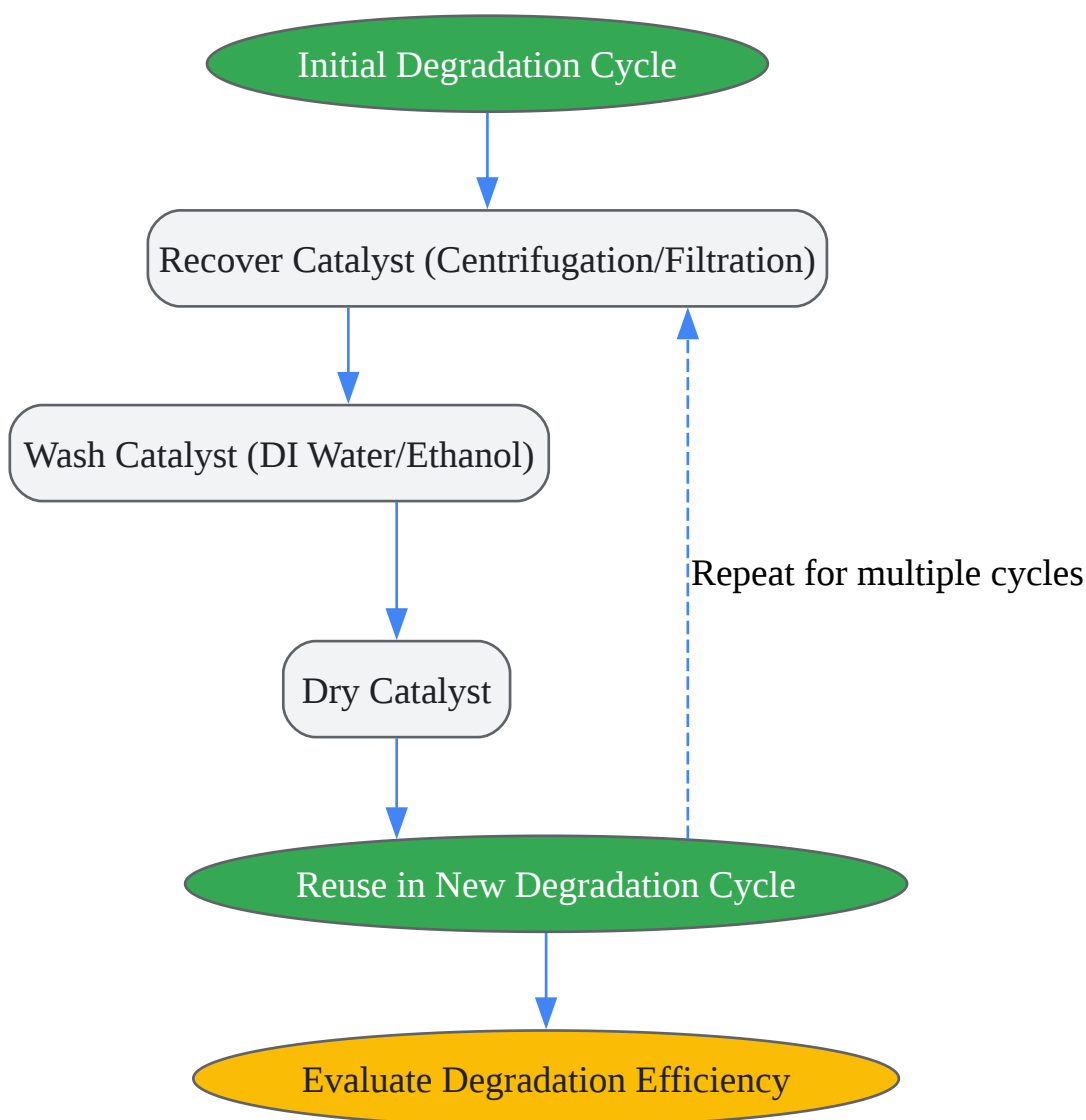 Initial Degradation Cycle
Recover Catalyst (Centrifugation/Filtration)
Wash Catalyst (DI Water/Ethanol)
Repeat for multiple cycles
Dry Catalyst
Reuse in New Degradation Cycle
Evaluate Degradation Efficiency